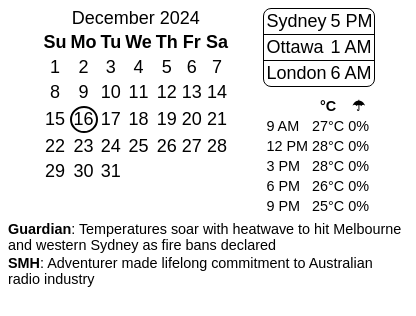 December 2024
Su Mo Tu We Th Fr Sa
1 2 3 4 5 6 7
8 9 10 11 12 13 14
15 16 17 18 19 20 21
22 23 24 25 26 27 28
29 30 31
Sydney 5 PM
Ottawa 1 AM
London 6 AM
°C ☂
9 AM 27°C 0%
12 PM 28°C 0%
3 PM 28°C 0%
6 PM 26°C 0%
9 PM 25°C 0%
Guardian: Temperatures soar with heatwave to hit Melbourne
and western Sydney as fire bans declared
SMH: Adventurer made lifelong commitment to Australian
radio industry